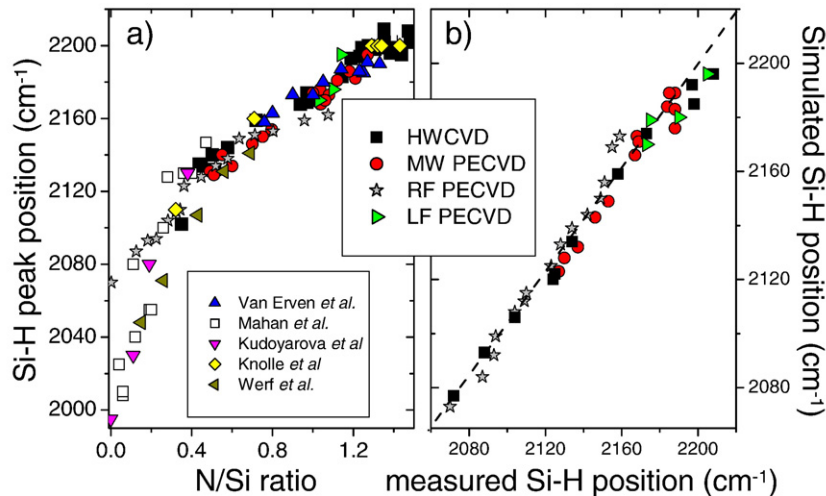 a)
b)
Si-H peak position (cm-1)
2200
2160
2120
2080
2040
2000
0.0
0.4
0.8
1.2
N/Si ratio
Van Erven et al.
Mahan et al.
Kudoyarova et al
Knolle et al
Werf et al.
HWCVD
MW PECVD
RF PECVD
LF PECVD
2080
2120
2160
2200
measured Si-H position (cm-1)
2200
2160
2120
2080
Simulated Si-H position (cm-1)